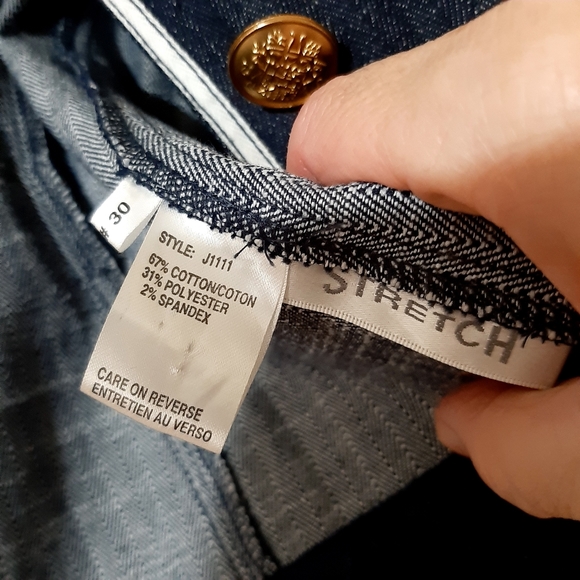 # 30
STYLE: J1111
67% COTTON/COTON
31% POLYESTER
2% SPANDEX
CARE ON REVERSE
ENTRETIEN AU VERSO
STRETCH